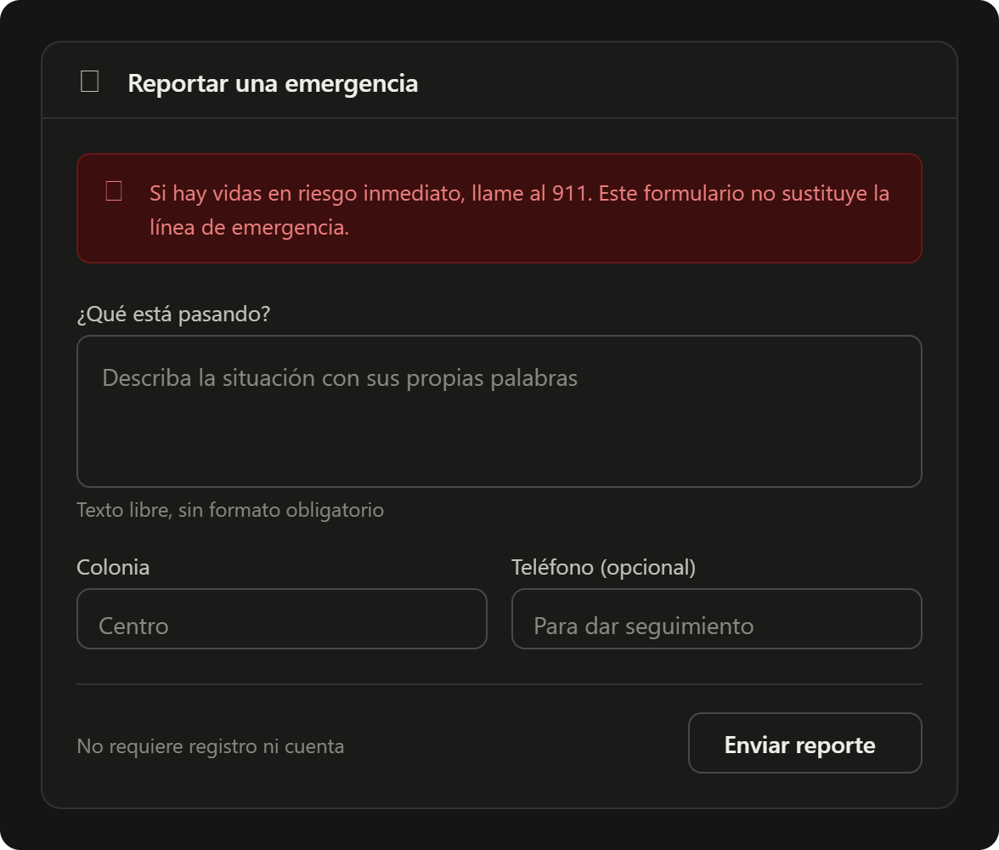 Reportar una emergencia
Si hay vidas en riesgo inmediato, llame al 911. Este formulario no sustituye la
línea de emergencia.
¿Qué está pasando?
Describa la situación con sus propias palabras
Texto libre, sin formato obligatorio
Colonia
Teléfono (opcional)
Centro
Para dar seguimiento
No requiere registro ni cuenta
Enviar reporte